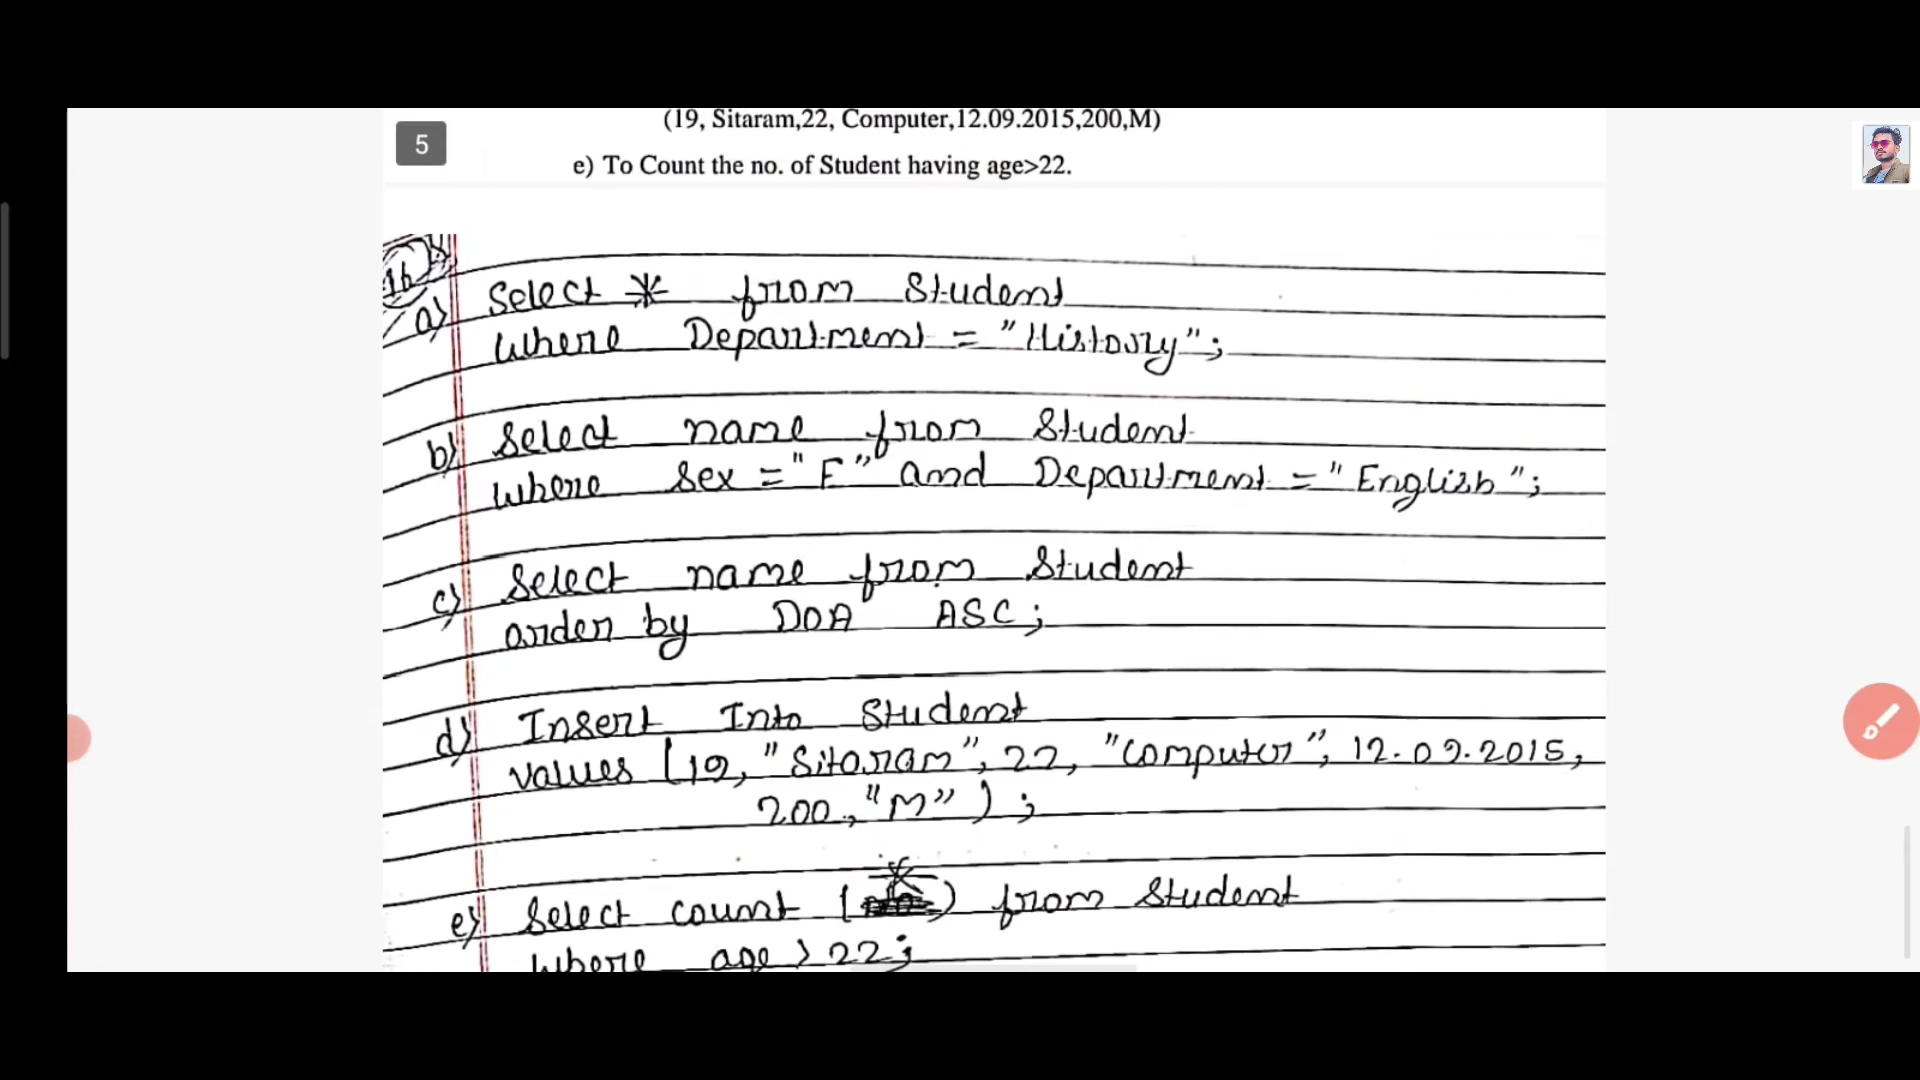 (19, Sitaram,22, Computer,12.09.2015,200,M)
5
e) To Count the no. of Student having age>22.
16
a) Select * from Student
where Department = "History";
b) Select name from Student
where Sex = "F" and Department = "English";
c) Select name from Student
order by DOA ASC;
d) Insert Into Student
values (19, "Sitaram", 22, "Computer", 12.09.2015,
200, "M");
e) Select count (*) from Student
where age > 22;